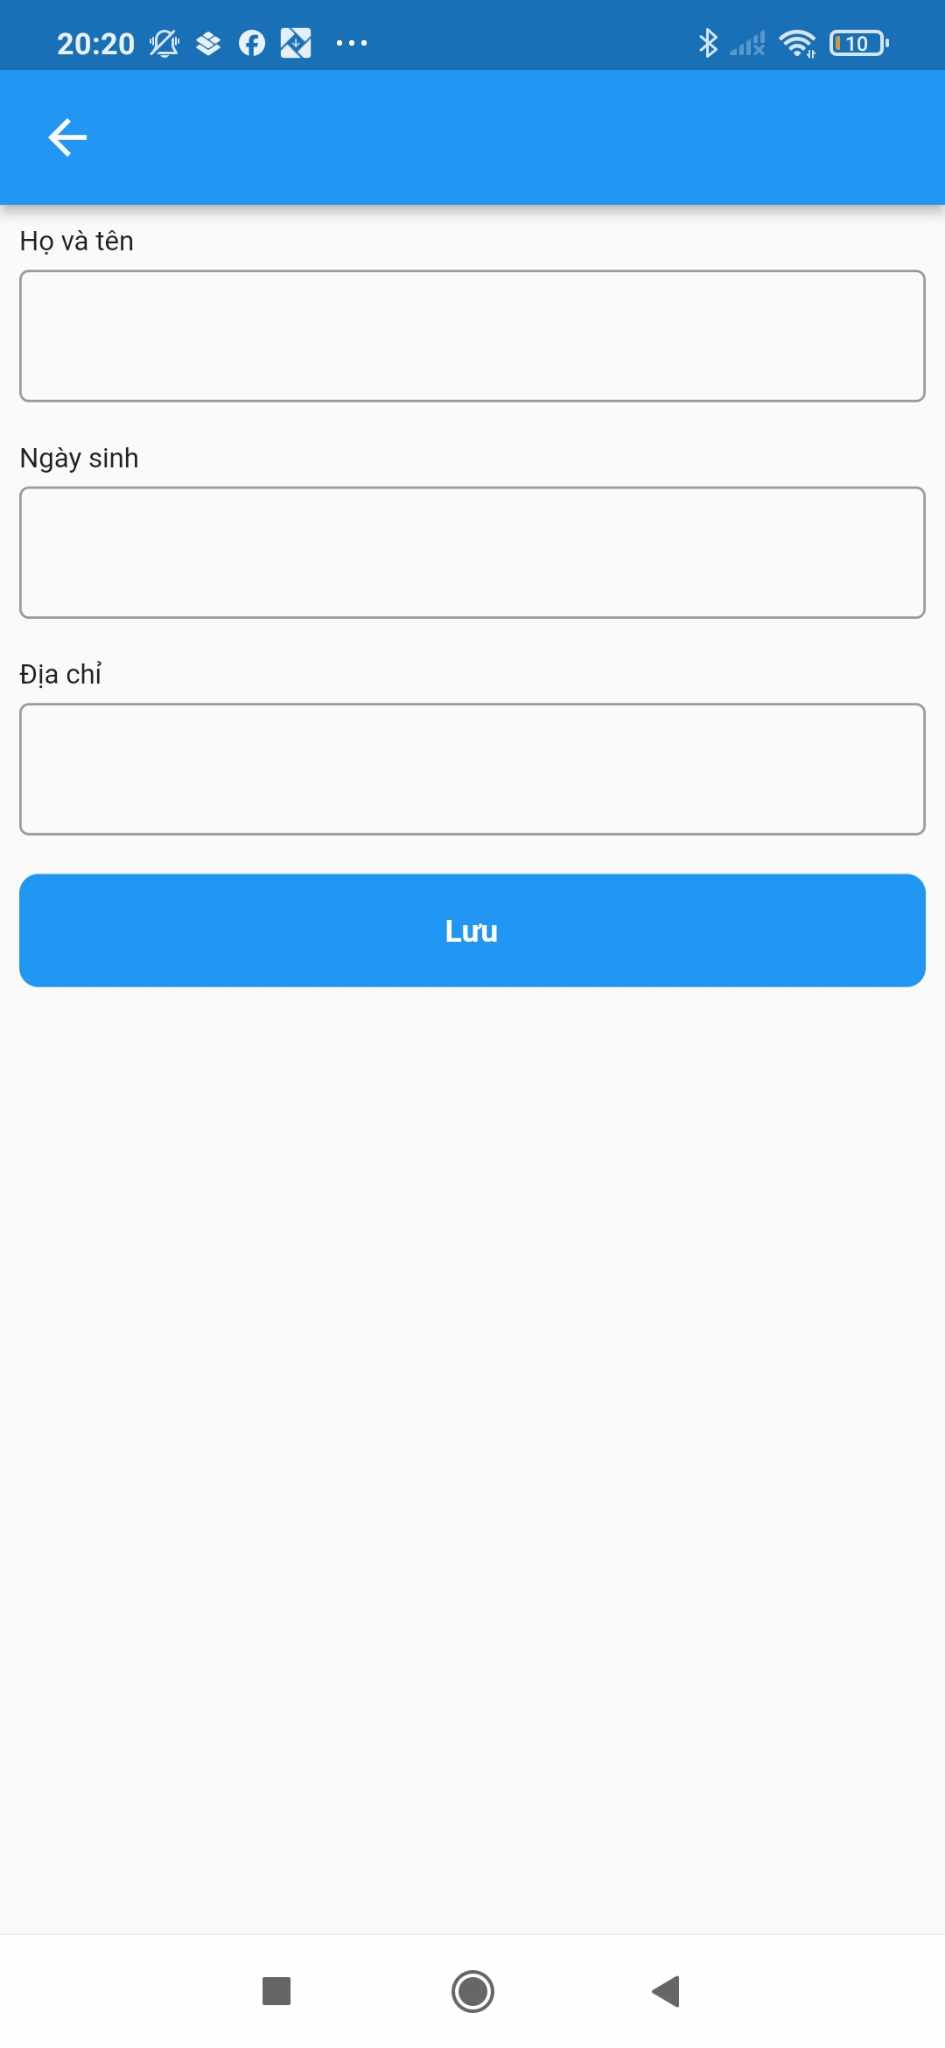 20:20
10
Họ và tên
Ngày sinh
Địa chỉ
Lưu